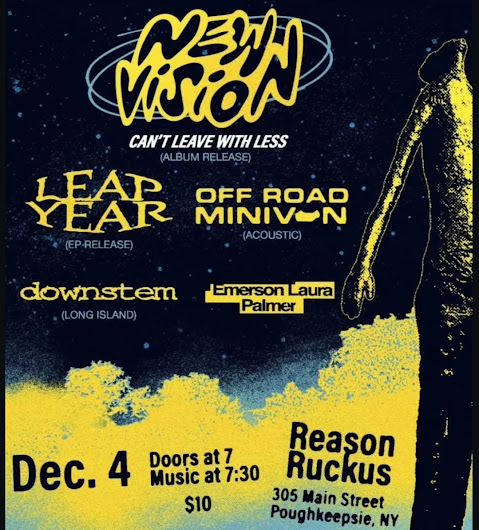 NEW
VISION
CAN'T LEAVE WITH LESS
(ALBUM RELEASE)
LEAP
YEAR
(EP RELEASE)
OFF ROAD
MINIVAN
(ACOUSTIC)
downstem
(LONG ISLAND)
Emerson Laura
Palmer
Dec. 4
Doors at 7
Music at 7:30
$10
Reason
Ruckus
305 Main Street
Poughkeepsie, NY